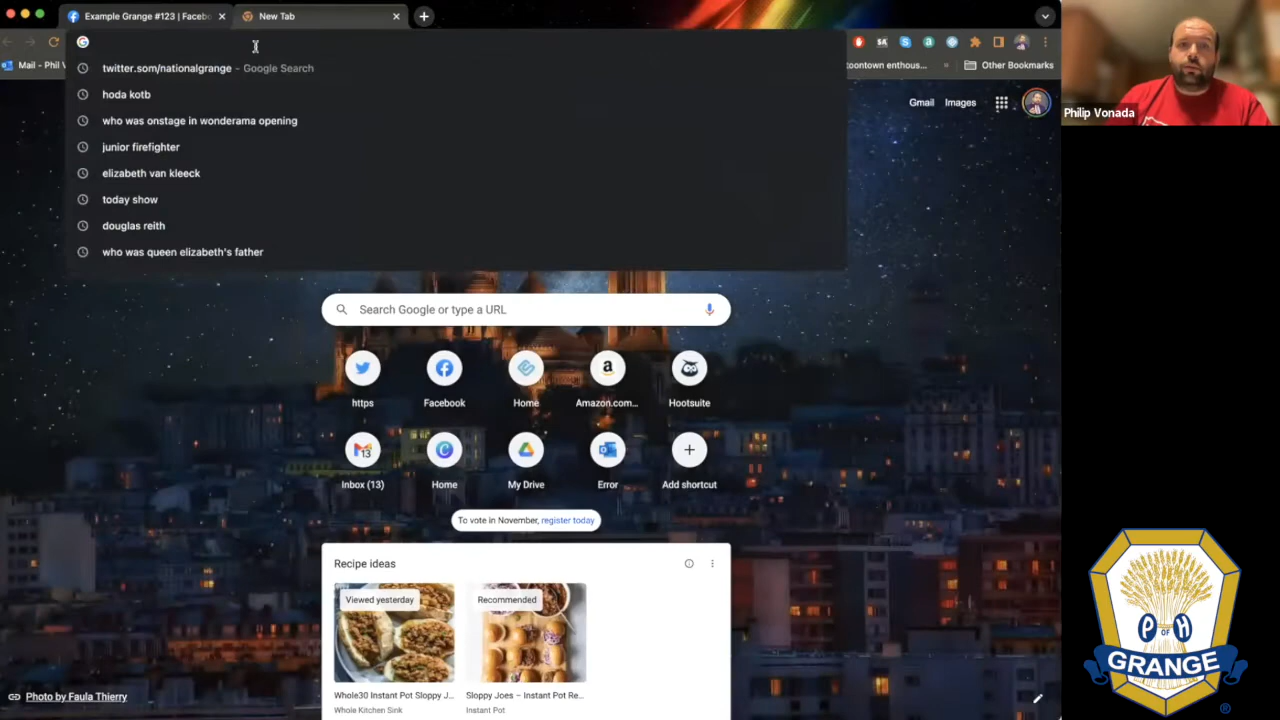 Example Grange #123 | Facebo
New Tab
Mail - Phil V
toontown enthous...
Other Bookmarks
twitter.som/nationalgrange - Google Search
hoda kotb
who was onstage in wonderama opening
junior firefighter
elizabeth van kleeck
today show
douglas reith
who was queen elizabeth's father
Gmail Images
Philip Vonada
Search Google or type a URL
https Facebook Home Amazon.com... Hootsuite
13
Inbox (13) Home My Drive Error Add shortcut
To vote in November, register today
Recipe ideas
Viewed yesterday Recommended
Whole30 Instant Pot Sloppy J... Sloppy Joes – Instant Pot Re...
Whole Kitchen Sink Instant Pot
Photo by Faula Thierry
P OF H
GRANGE
®